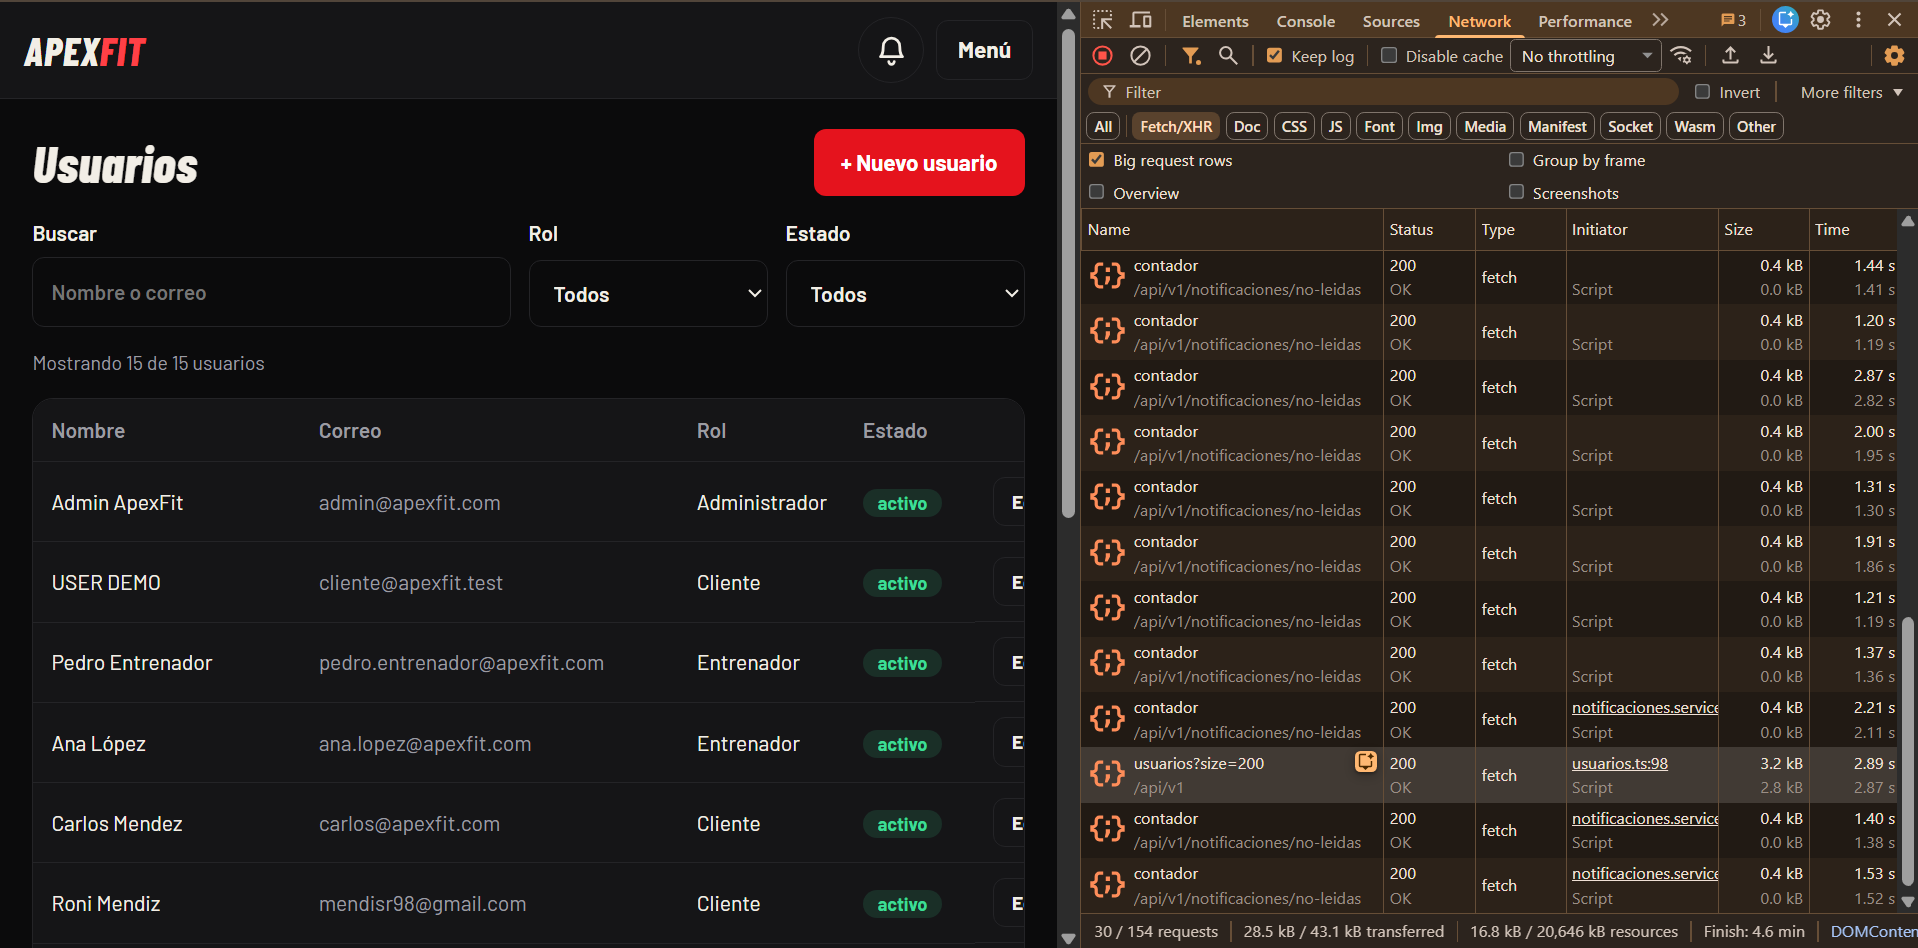 APEXFIT
Menú
Usuarios
+ Nuevo usuario
Buscar
Rol
Estado
Nombre o correo
Todos
Todos
Mostrando 15 de 15 usuarios
Nombre Correo Rol Estado
Admin ApexFit admin@apexfit.com Administrador activo E
USER DEMO cliente@apexfit.test Cliente activo E
Pedro Entrenador pedro.entrenador@apexfit.com Entrenador activo E
Ana López ana.lopez@apexfit.com Entrenador activo E
Carlos Mendez carlos@apexfit.com Cliente activo E
Roni Mendiz mendisr98@gmail.com Cliente activo E
Elements Console Sources Network Performance 3
Keep log Disable cache No throttling
Filter Invert More filters
All Fetch/XHR Doc CSS JS Font Img Media Manifest Socket Wasm Other
Big request rows Group by frame
Overview Screenshots
Name Status Type Initiator Size Time
contador 200 fetch 0.4 kB 1.44 s
/api/v1/notificaciones/no-leidas OK Script 0.0 kB 1.41 s
contador 200 fetch 0.4 kB 1.20 s
/api/v1/notificaciones/no-leidas OK Script 0.0 kB 1.19 s
contador 200 fetch 0.4 kB 2.87 s
/api/v1/notificaciones/no-leidas OK Script 0.0 kB 2.82 s
contador 200 fetch 0.4 kB 2.00 s
/api/v1/notificaciones/no-leidas OK Script 0.0 kB 1.95 s
contador 200 fetch 0.4 kB 1.31 s
/api/v1/notificaciones/no-leidas OK Script 0.0 kB 1.30 s
contador 200 fetch 0.4 kB 1.91 s
/api/v1/notificaciones/no-leidas OK Script 0.0 kB 1.86 s
contador 200 fetch 0.4 kB 1.21 s
/api/v1/notificaciones/no-leidas OK Script 0.0 kB 1.19 s
contador 200 fetch 0.4 kB 1.37 s
/api/v1/notificaciones/no-leidas OK Script 0.0 kB 1.36 s
contador 200 fetch notificaciones.service 0.4 kB 2.21 s
/api/v1/notificaciones/no-leidas OK Script 0.0 kB 2.11 s
usuarios?size=200 200 fetch usuarios.ts:98 3.2 kB 2.89 s
/api/v1 OK Script 2.8 kB 2.87 s
contador 200 fetch notificaciones.service 0.4 kB 1.40 s
/api/v1/notificaciones/no-leidas OK Script 0.0 kB 1.38 s
contador 200 fetch notificaciones.service 0.4 kB 1.53 s
/api/v1/notificaciones/no-leidas OK Script 0.0 kB 1.52 s
30 / 154 requests 28.5 kB / 43.1 kB transferred 16.8 kB / 20,646 kB resources Finish: 4.6 min DOMConten